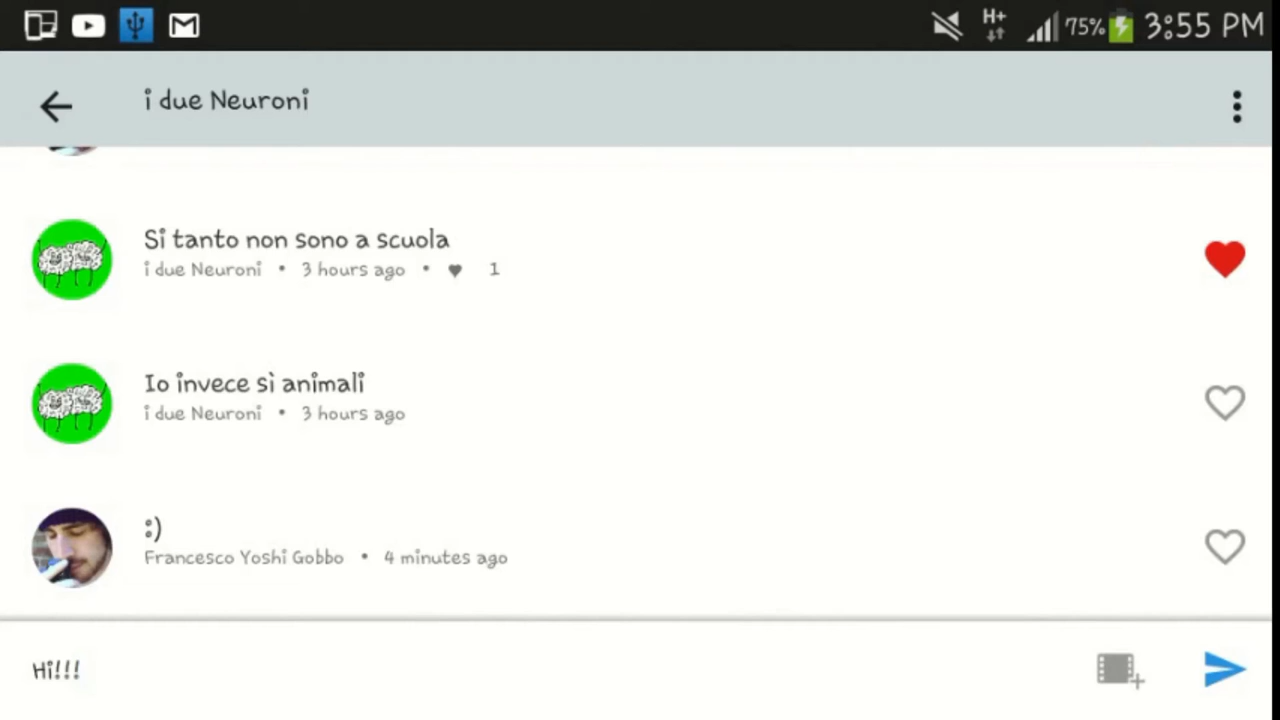 H+ 75% 3:55 PM
i due Neuroni
Si tanto non sono a scuola
i due Neuroni • 3 hours ago • ♥ 1
Io invece sì animali
i due Neuroni • 3 hours ago
:)
Francesco Yoshi Gobbo • 4 minutes ago
Hi!!!